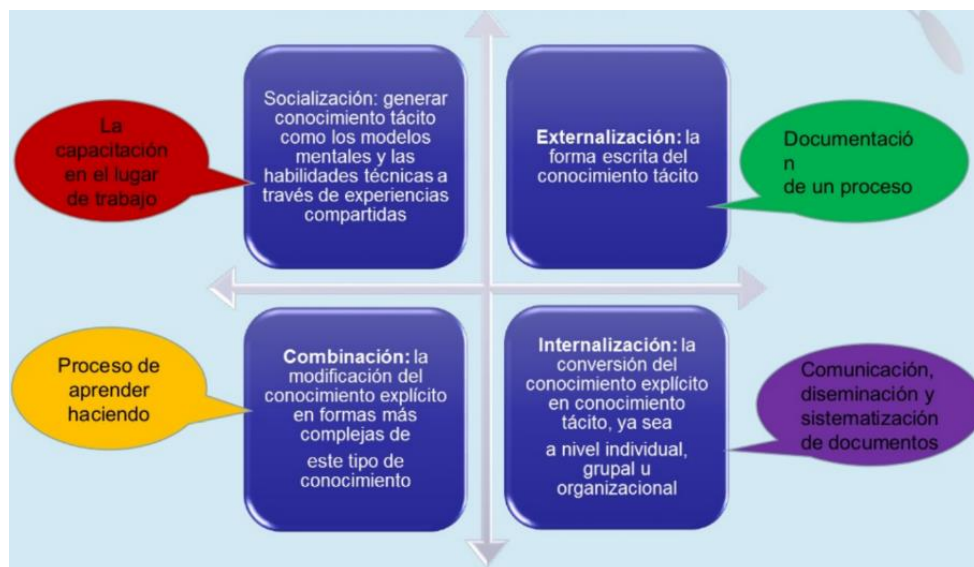 La
capacitación
en el lugar
de trabajo
Socialización: generar
conocimiento tácito
como los modelos
mentales y las
habilidades técnicas a
través de experiencias
compartidas
Externalización: la
forma escrita del
conocimiento tácito
Documentació
n
de un proceso
Proceso de
aprender
haciendo
Combinación: la
modificación del
conocimiento explícito
en formas más
complejas de
este tipo de
conocimiento
Internalización: la
conversión del
conocimiento explícito
en conocimiento
tácito, ya sea
a nivel individual,
grupal u
organizacional
Comunicación,
diseminación y
sistematización
de documentos